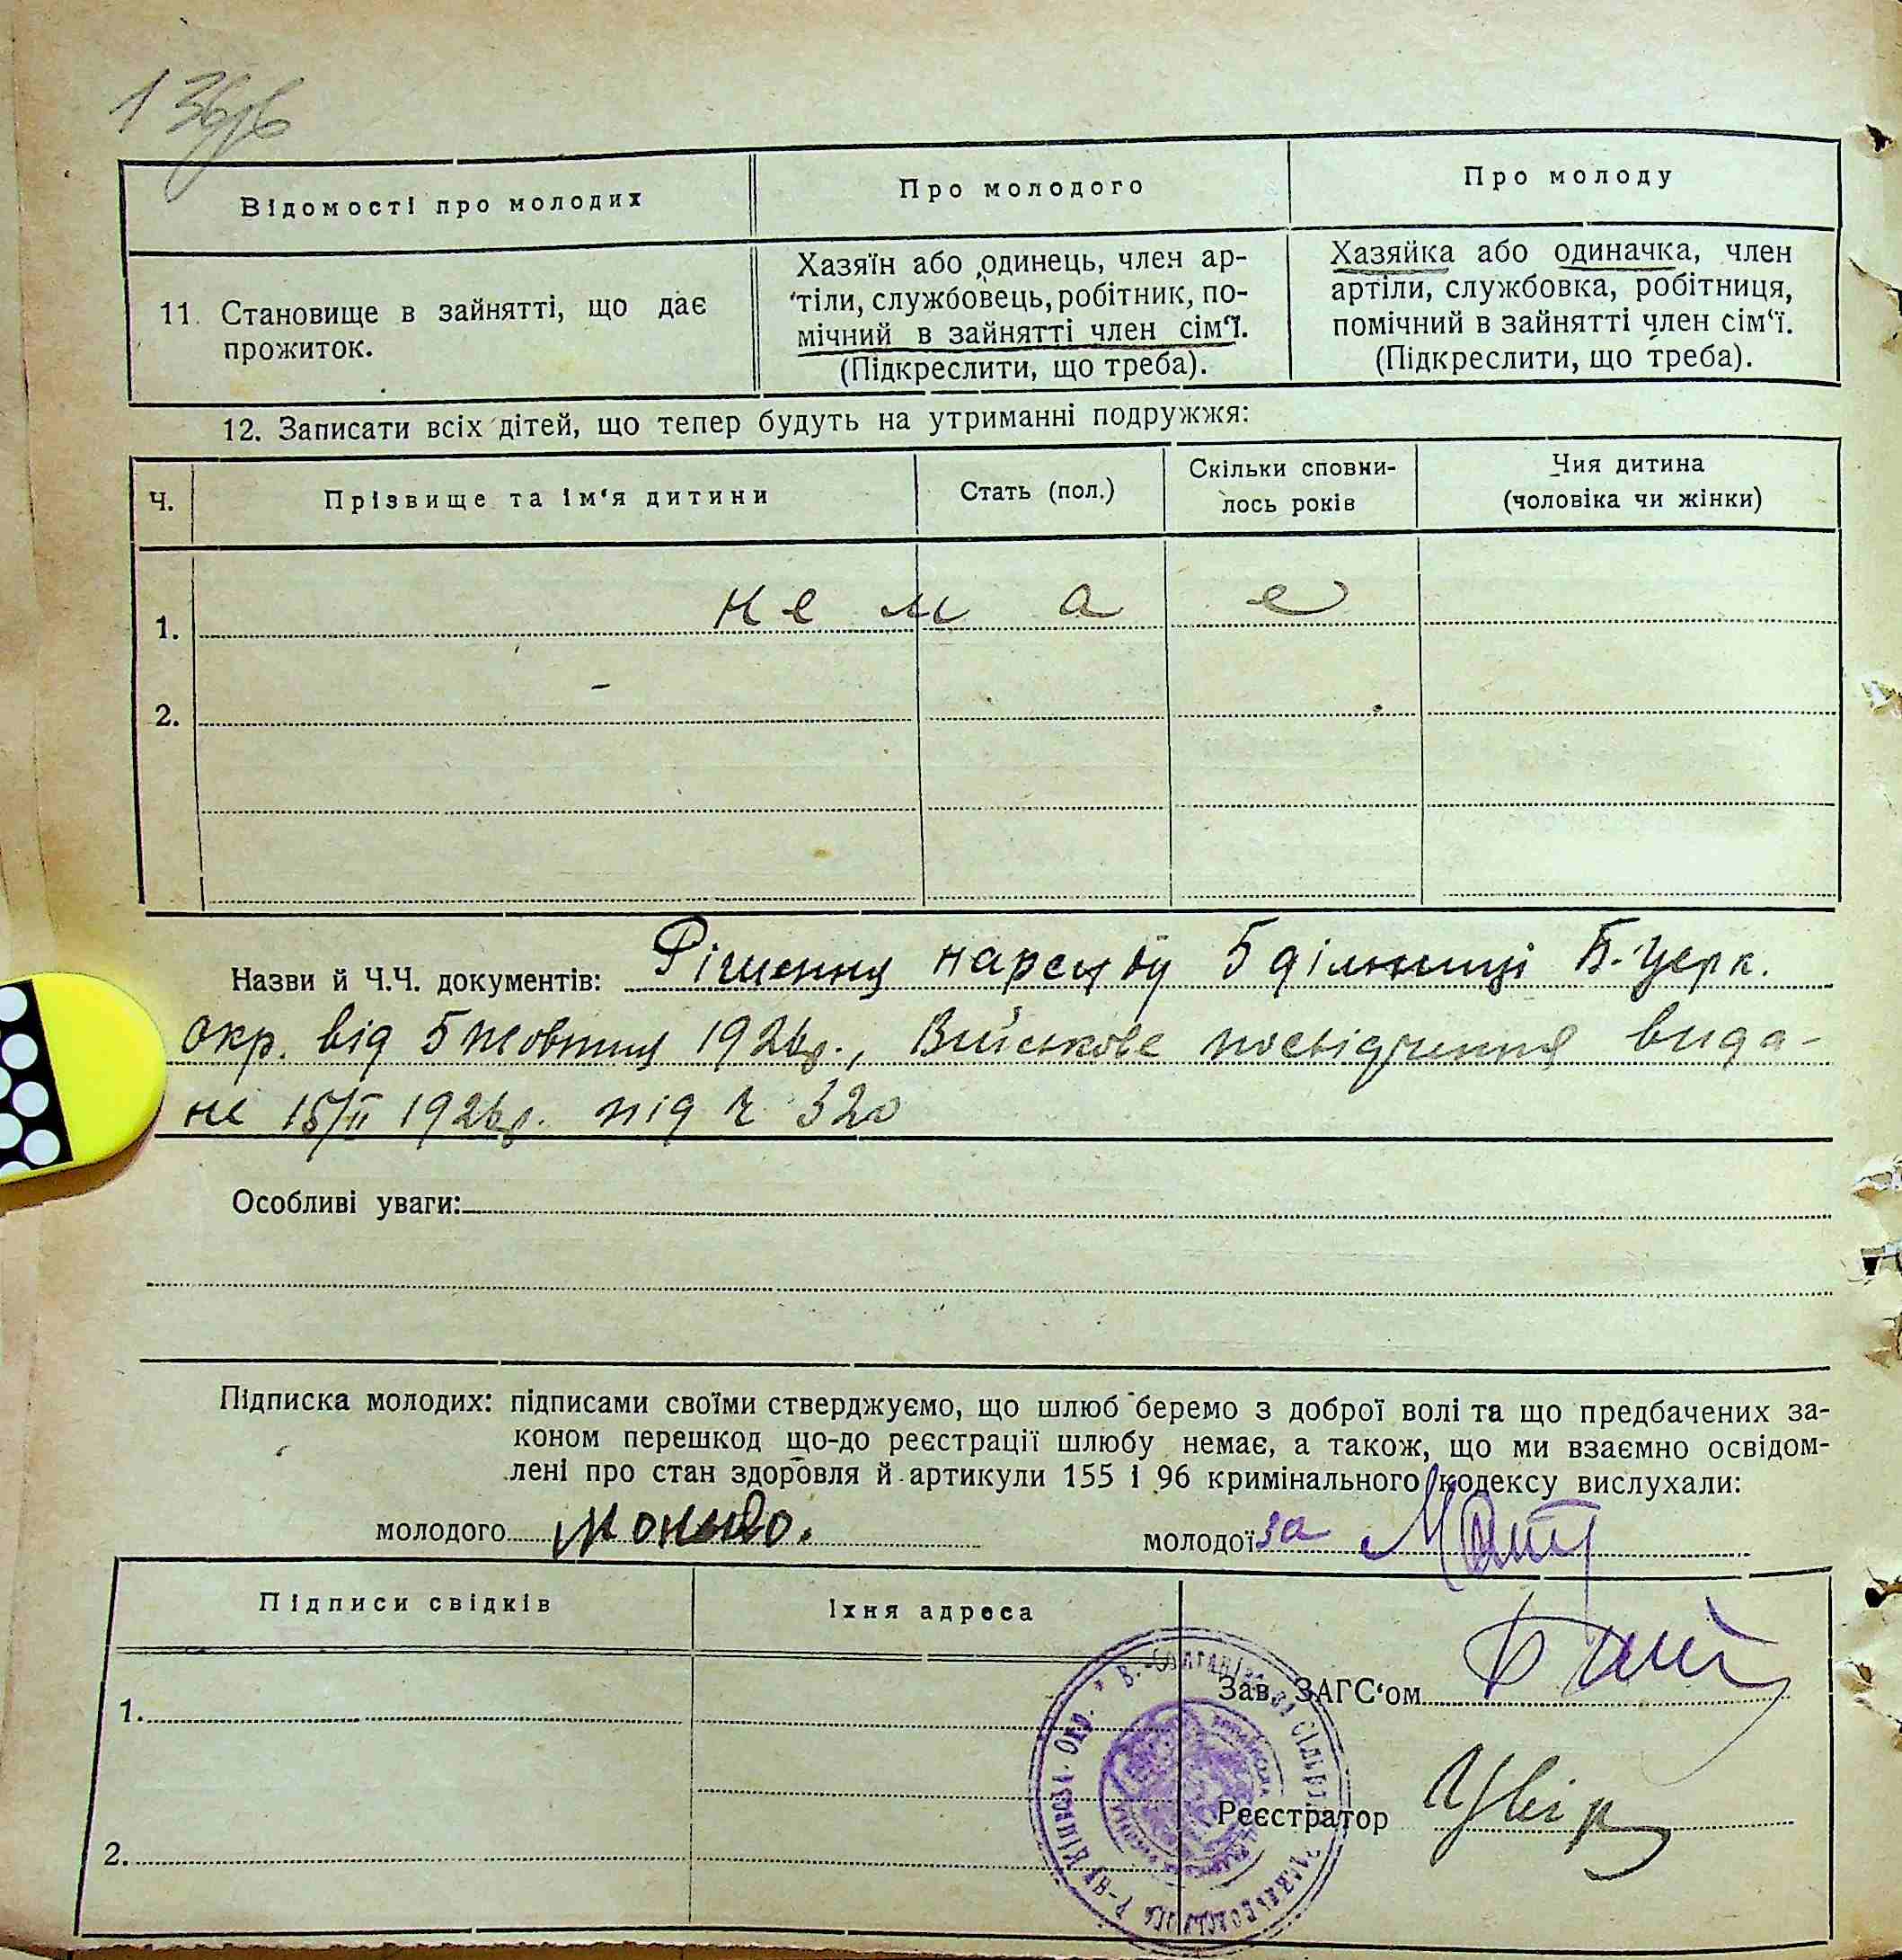 136/в
Відомості про молодих
Про молодого
Про молоду
11. Становище в зайнятті, що дає
прожиток.
Хазяїн або одинець, член ар-
тіли, службовець, робітник, по-
мічний в зайнятті член сім‘ї.
(Підкреслити, що треба).
Хазяйка або одиначка, член
артіли, службовка, робітниця,
помічний в зайнятті член сім‘ї.
(Підкреслити, що треба).
12. Записати всіх дітей, що тепер будуть на утриманні подружжя:
Ч.
Прізвище та ім‘я дитини
Стать (пол.)
Скільки сповни-
лось років
Чия дитина
(чоловіка чи жінки)
1. немає
2.
Назви й Ч.Ч. документів: Рішення нарсуду 5 дільниці Б-Церк.
окр. від 5 жовтня 1926р., Військове посвідчення вида-
не 15/II 1926р. під ч 320
Особливі уваги:
Підписка молодих: підписами своїми стверджуємо, що шлюб беремо з доброї волі та що предбачених за-
коном перешкод що-до реєстрації шлюбу немає, а також, що ми взаємно освідом-
лені про стан здоров‘я й артикули 155 і 96 кримінального кодексу вислухали:
молодого
молодої за
Підписи свідків
Їхня адреса
Зав. ЗАГС‘ом
1.
Реєстратор
2.